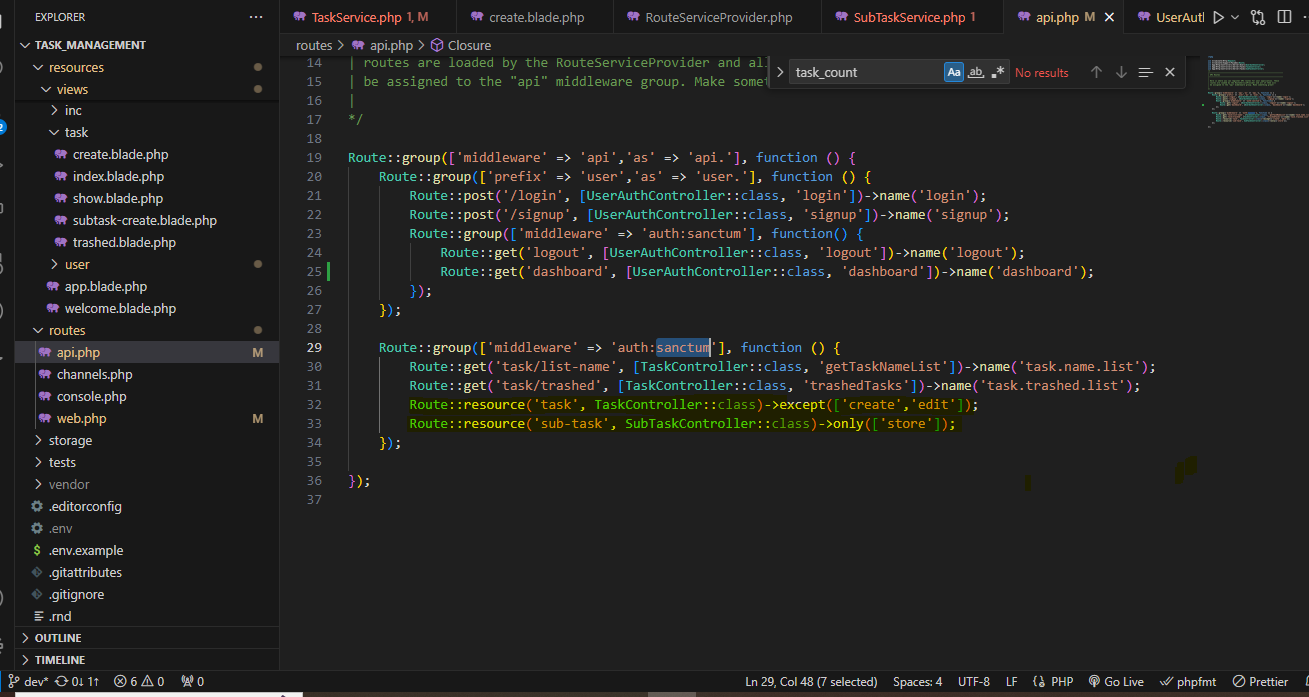 EXPLORER
TASK_MANAGEMENT
resources
views
inc
task
create.blade.php
index.blade.php
show.blade.php
subtask-create.blade.php
trashed.blade.php
user
app.blade.php
welcome.blade.php
routes
api.php M
channels.php
console.php
web.php M
storage
tests
vendor
.editorconfig
.env
.env.example
.gitattributes
.gitignore
.rnd
OUTLINE
TIMELINE
TaskService.php 1, M create.blade.php RouteServiceProvider.php SubTaskService.php 1 api.php M
routes > api.php > Closure
task_count Aa ab No results
14 | routes are loaded by the RouteServiceProvider and
15 | be assigned to the "api" middleware group. Make
16 |
17 */
18
19 Route::group(['middleware' => 'api','as' => 'api.'], function () {
20 Route::group(['prefix' => 'user','as' => 'user.'], function () {
21 Route::post('/login', [UserAuthController::class, 'login'])->name('login');
22 Route::post('/signup', [UserAuthController::class, 'signup'])->name('signup');
23 Route::group(['middleware' => 'auth:sanctum'], function() {
24 Route::get('logout', [UserAuthController::class, 'logout'])->name('logout');
25 Route::get('dashboard', [UserAuthController::class, 'dashboard'])->name('dashboard');
26 });
27 });
28
29 Route::group(['middleware' => 'auth:sanctum'], function () {
30 Route::get('task/list-name', [TaskController::class, 'getTaskNameList'])->name('task.name.list');
31 Route::get('task/trashed', [TaskController::class, 'trashedTasks'])->name('task.trashed.list');
32 Route::resource('task', TaskController::class)->except(['create','edit']);
33 Route::resource('sub-task', SubTaskController::class)->only(['store']);
34 });
35
36 });
37
dev* 0↓ 1↑ 6 0 0 Ln 29, Col 48 (7 selected) Spaces: 4 UTF-8 LF PHP Go Live phpfmt Prettier